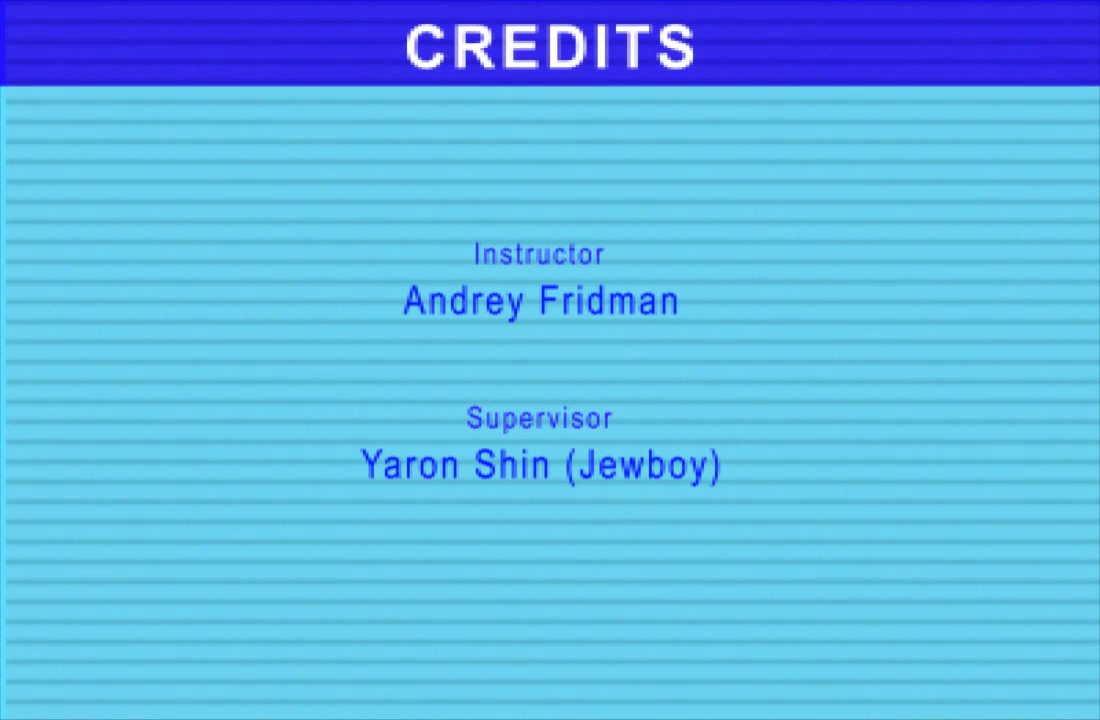 CREDITS
Instructor
Andrey Fridman
Supervisor
Yaron Shin (Jewboy)